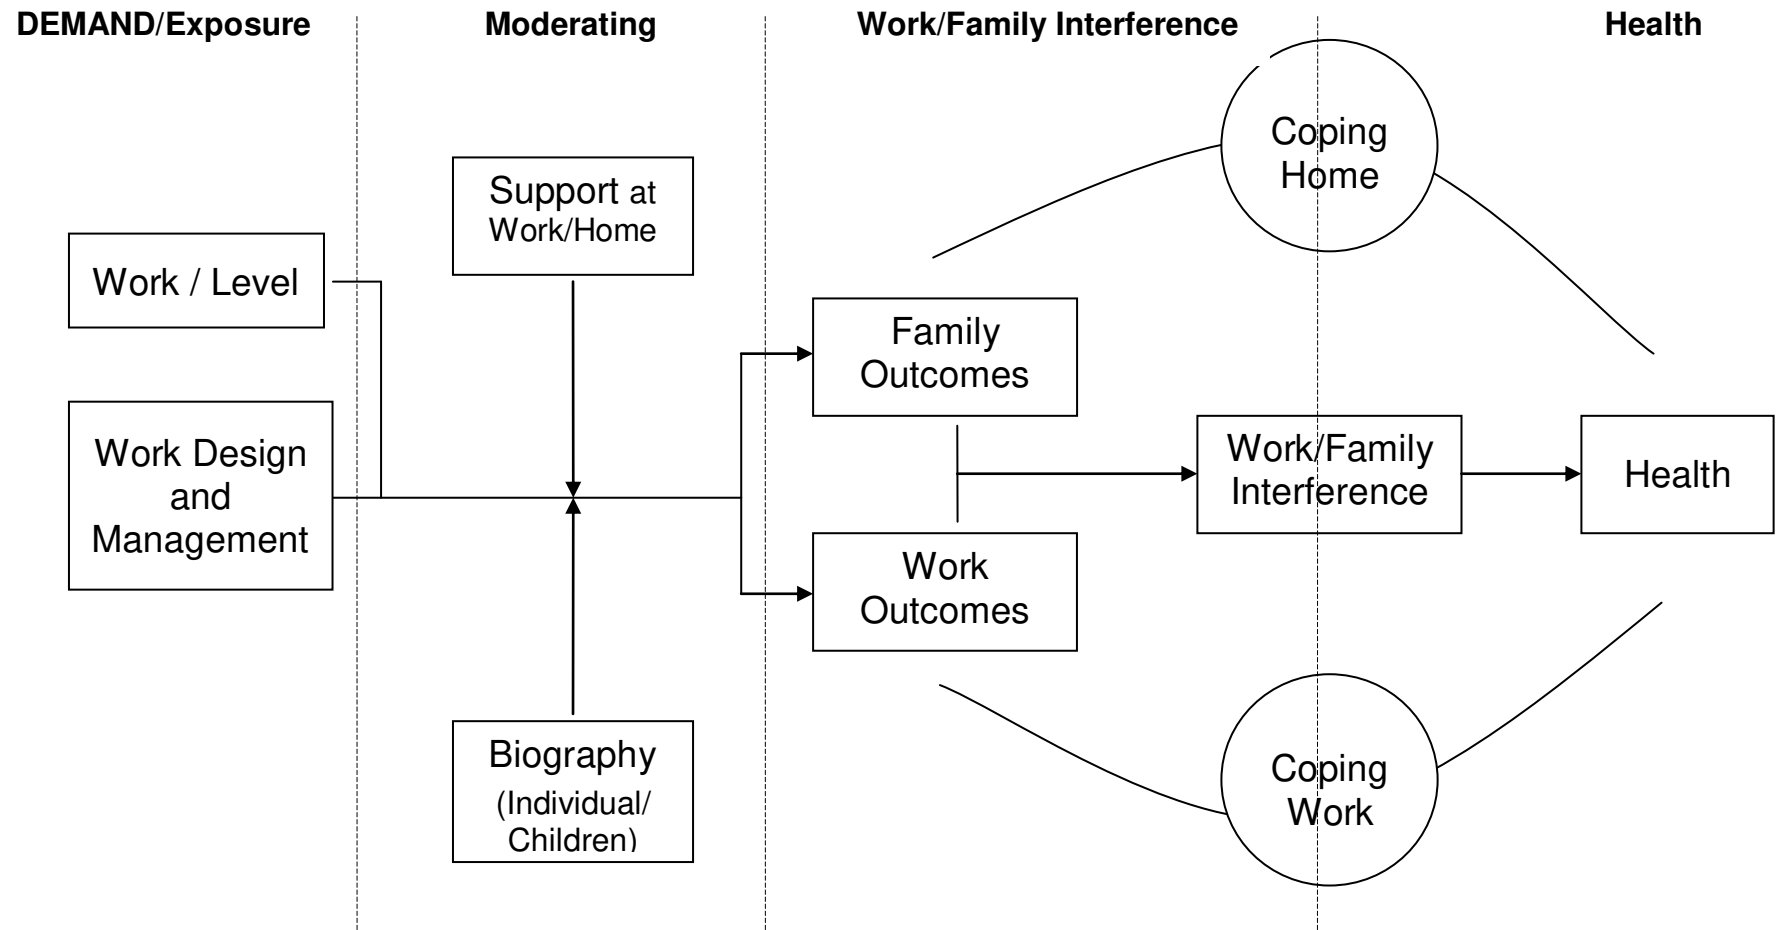 DEMAND/Exposure
Moderating
Work/Family Interference
Health
Coping
Home
Support at
Work/Home
Work / Level
Family
Outcomes
Work Design
and
Management
Work/Family
Interference
Health
Work
Outcomes
Biography
(Individual/
Children)
Coping
Work